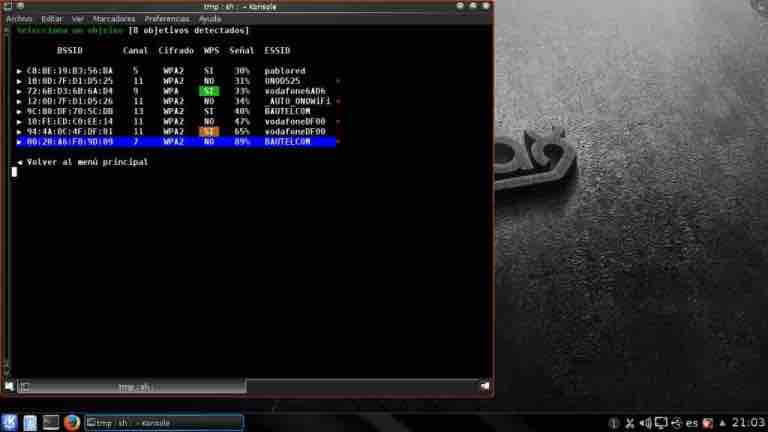 tmp : sh : - Konsole
Archivo Editar Ver Marcadores Preferencias Ayuda
Selecciona un objetivo [8 objetivos detectados]
BSSID Canal Cifrado WPS Señal ESSID
▶ C8:BE:19:B3:56:BA 5 WPA2 SI 30% pablored
▶ 10:0D:7F:D1:D5:25 11 WPA2 NO 31% ONOD525 *
▶ 72:6B:D3:6B:6A:D4 9 WPA SI 33% vodafone6AD6
▶ 12:0D:7F:D1:D5:26 11 WPA2 NO 34% _AUTO_ONOWiFi *
▶ 9C:80:DF:70:5C:DB 13 WPA2 SI 40% BAUTELCOM
▶ 10:FE:ED:C0:EE:14 11 WPA2 NO 47% vodafoneDF00 *
▶ 94:4A:0C:4F:DF:01 11 WPA2 SI 65% vodafoneDF00
▶ 00:20:A6:F0:9D:09 7 WPA2 NO 89% BAUTELCOM *
◀ Volver al menú principal
tmp : sh :
tmp : sh : - Konsole
es
21:03